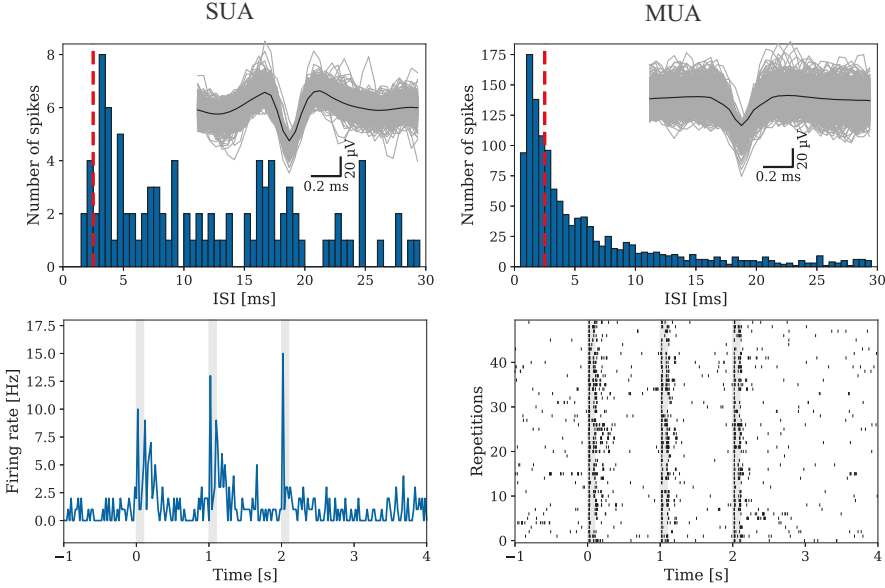 SUA
MUA
Number of spikes
8
6
4
2
0
0 5 10 15 20 25 30
ISI [ms]
0.2 ms
20 μV
Number of spikes
175
150
125
100
75
50
25
0
0 5 10 15 20 25 30
ISI [ms]
0.2 ms
20 μV
Firing rate [Hz]
17.5
15.0
12.5
10.0
7.5
5.0
2.5
0.0
−1 0 1 2 3 4
Time [s]
Repetitions
40
30
20
10
0
−1 0 1 2 3 4
Time [s]